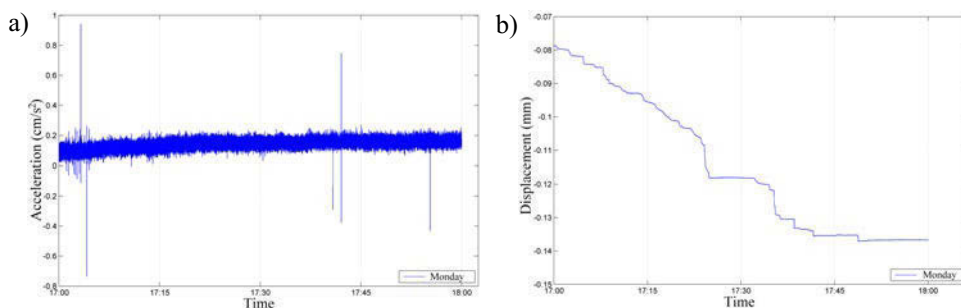 a)
Acceleration (cm/s²)
1
0.8
0.6
0.4
0.2
0
-0.2
-0.4
-0.6
-0.8
17:00 17:15 17:30 17:45 18:00
Time
Monday
b)
Displacement (mm)
-0.07
-0.08
-0.09
-0.1
-0.11
-0.12
-0.13
-0.14
-0.15
17:00 17:15 17:30 17:45 18:00
Time
Monday